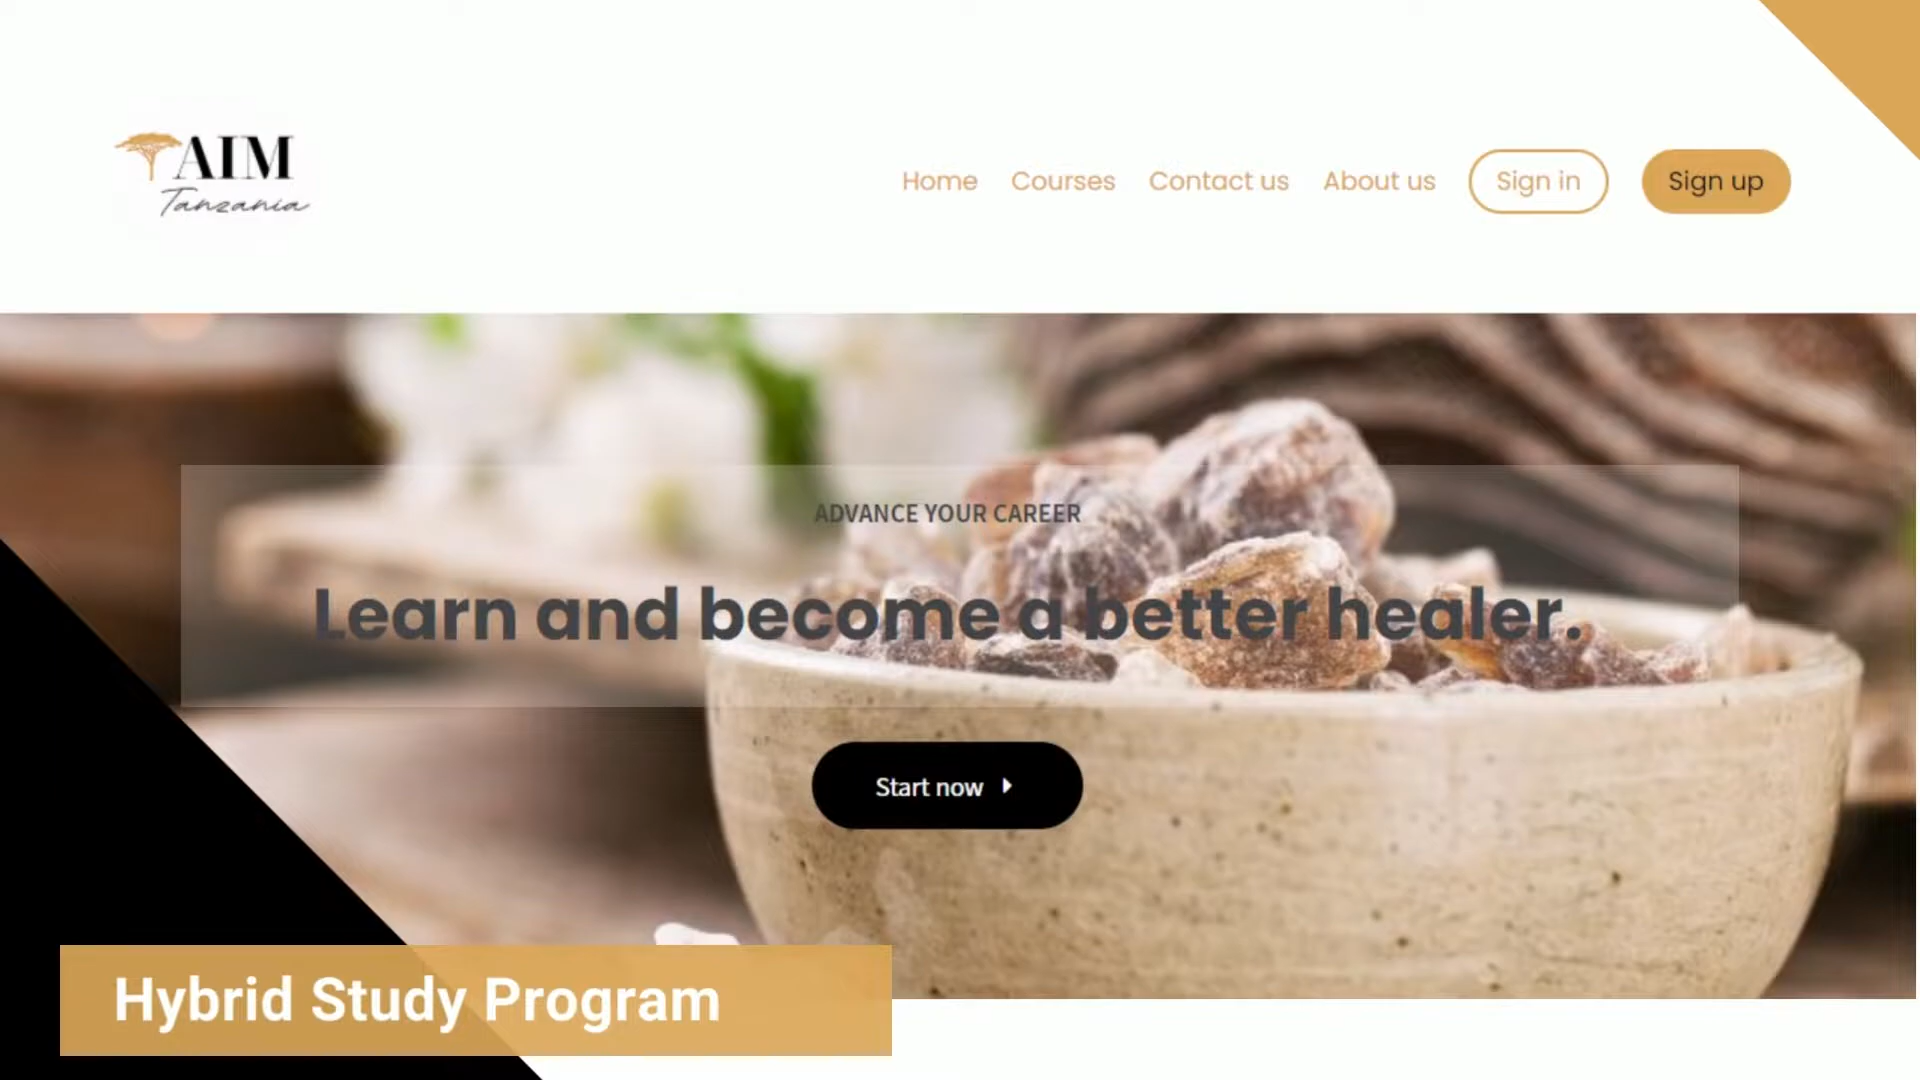 AIM
Tanzania
Home Courses Contact us About us Sign in Sign up
ADVANCE YOUR CAREER
Learn and become a better healer.
Start now
Hybrid Study Program